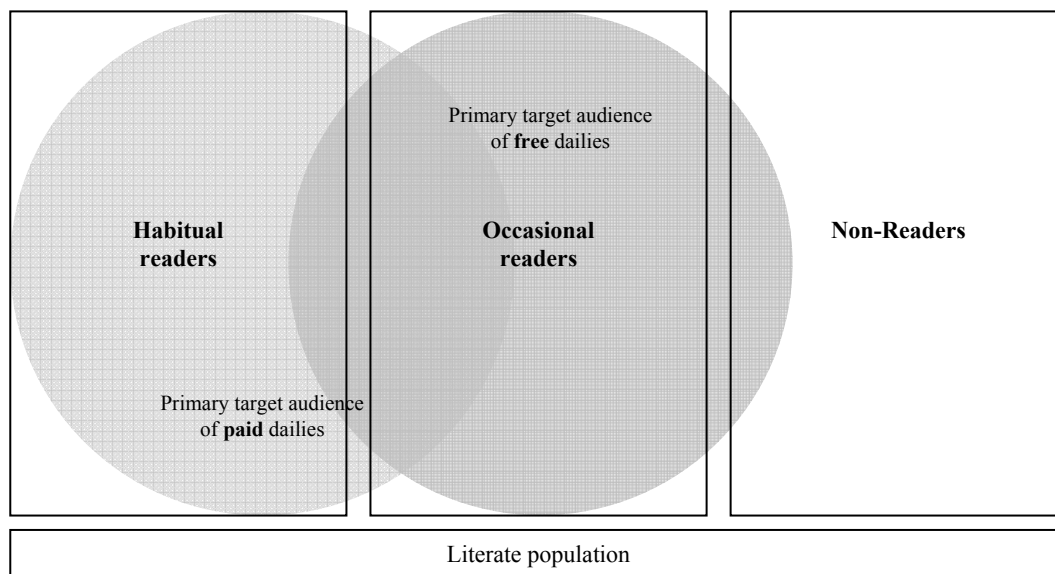 Primary target audience
of free dailies
Habitual
readers
Occasional
readers
Non-Readers
Primary target audience
of paid dailies
Literate population